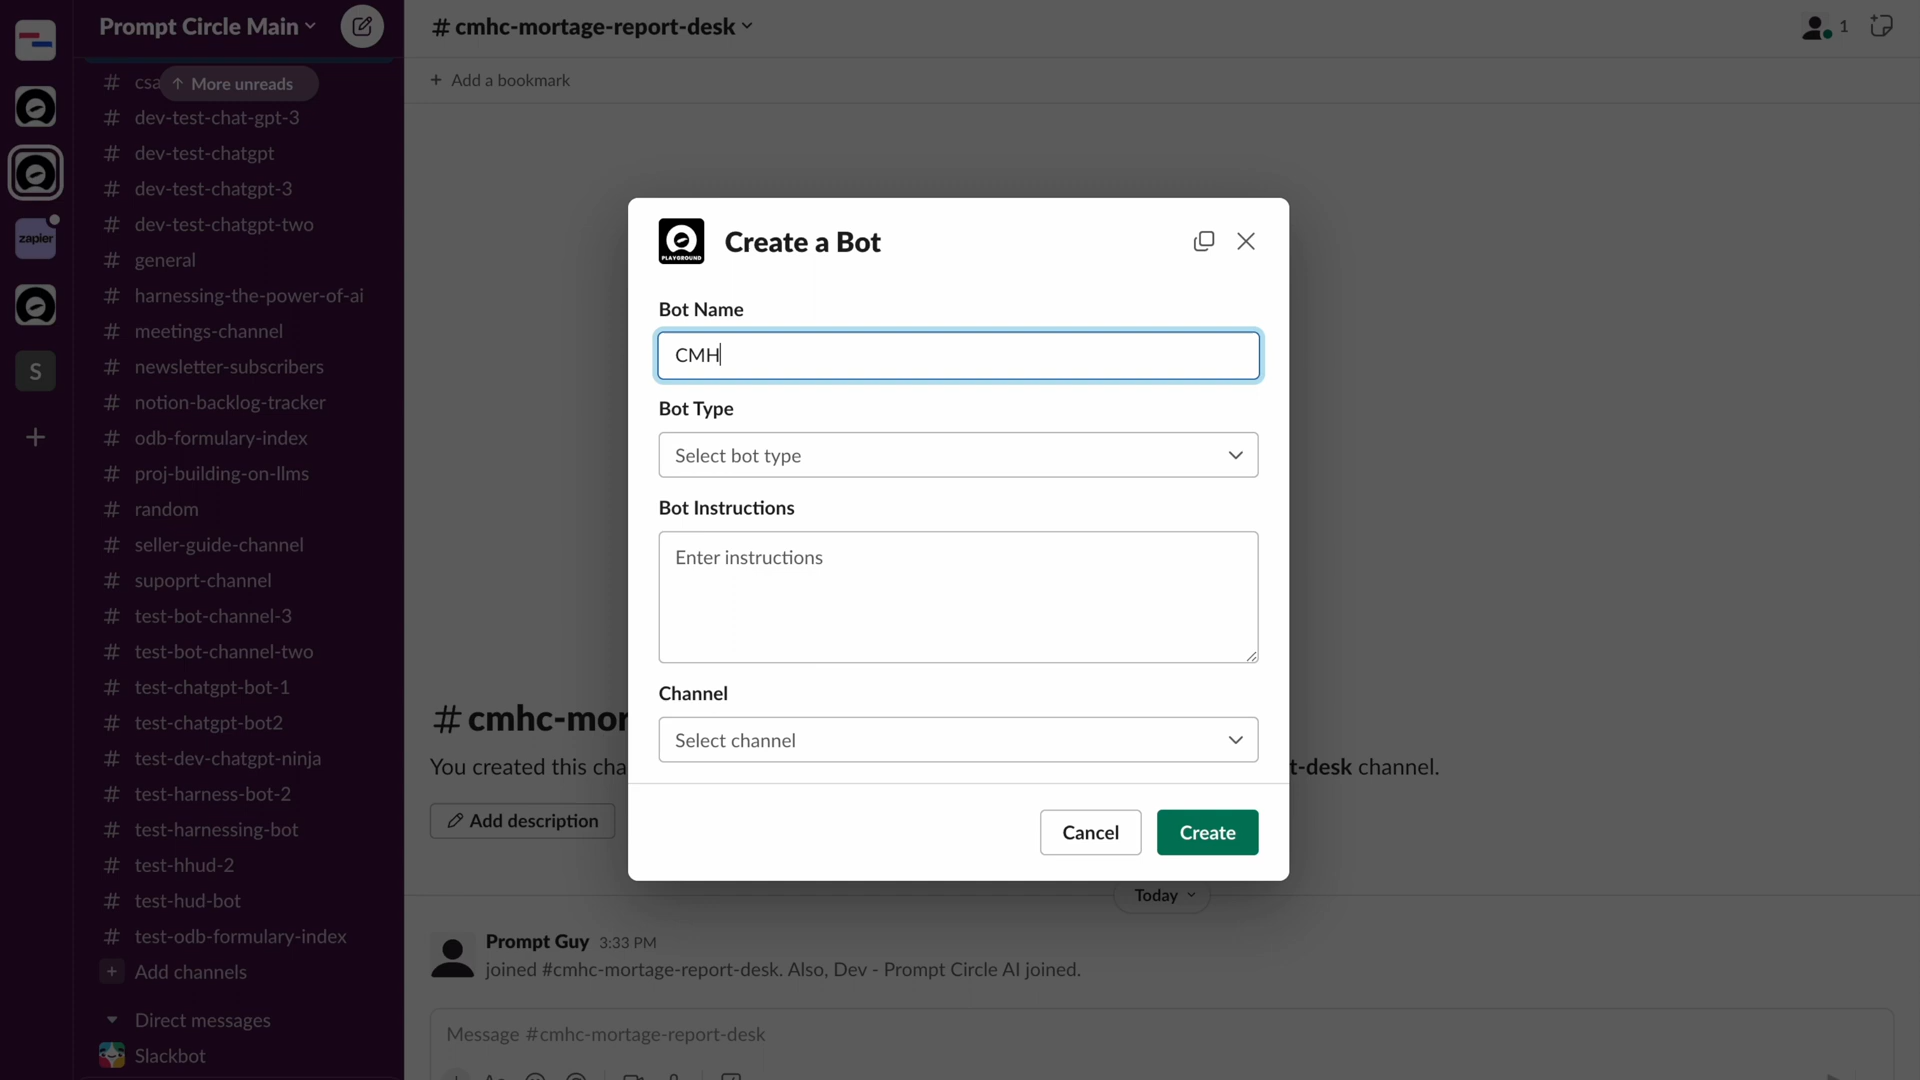 Prompt Circle Main
# cmhc-mortage-report-desk
1
+ Add a bookmark
# csa
↑ More unreads
# dev-test-chat-gpt-3
# dev-test-chatgpt
# dev-test-chatgpt-3
# dev-test-chatgpt-two
# general
# harnessing-the-power-of-ai
# meetings-channel
# newsletter-subscribers
# notion-backlog-tracker
# odb-formulary-index
# proj-building-on-llms
# random
# seller-guide-channel
# supoprt-channel
# test-bot-channel-3
# test-bot-channel-two
# test-chatgpt-bot-1
# test-chatgpt-bot2
# test-dev-chatgpt-ninja
# test-harness-bot-2
# test-harnessing-bot
# test-hhud-2
# test-hud-bot
# test-odb-formulary-index
+ Add channels
Direct messages
Slackbot
zapier
S
+
PLAYGROUND
Create a Bot
Bot Name
CMH
Bot Type
Select bot type
Bot Instructions
Enter instructions
Channel
Select channel
Cancel
Create
# cmhc-mor
You created this cha
t-desk channel.
Add description
Today
Prompt Guy 3:33 PM
joined #cmhc-mortage-report-desk. Also, Dev - Prompt Circle AI joined.
Message #cmhc-mortage-report-desk